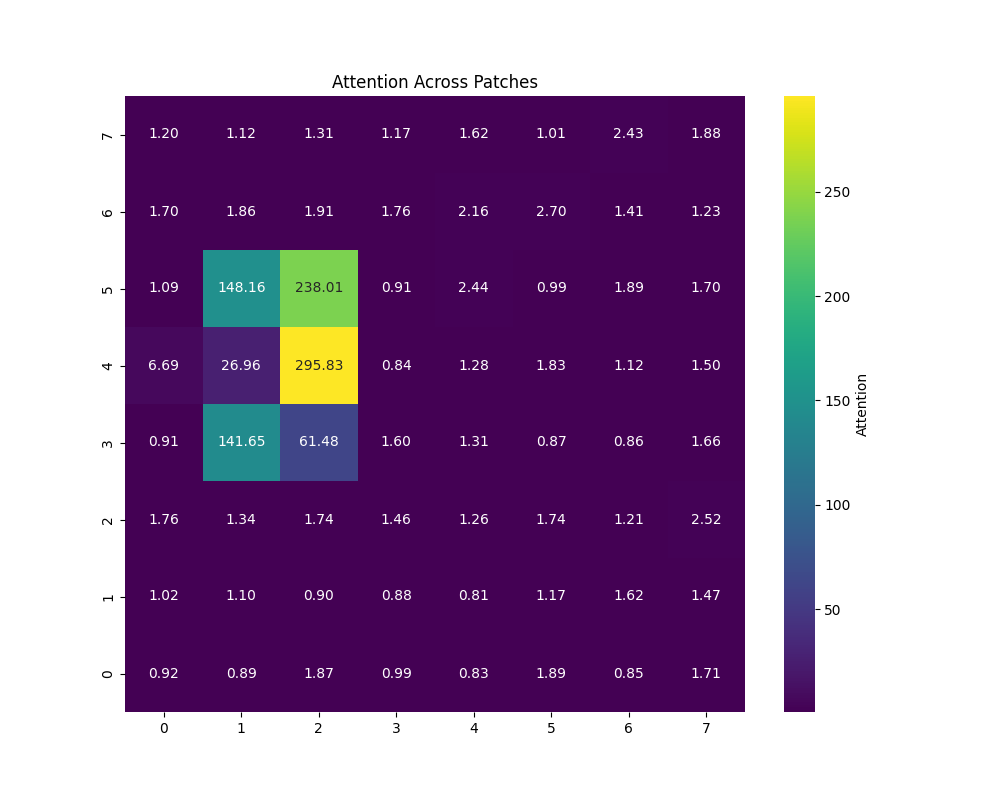 Attention Across Patches
7 1.20 1.12 1.31 1.17 1.62 1.01 2.43 1.88
6 1.70 1.86 1.91 1.76 2.16 2.70 1.41 1.23
5 1.09 148.16 238.01 0.91 2.44 0.99 1.89 1.70
4 6.69 26.96 295.83 0.84 1.28 1.83 1.12 1.50
3 0.91 141.65 61.48 1.60 1.31 0.87 0.86 1.66
2 1.76 1.34 1.74 1.46 1.26 1.74 1.21 2.52
1 1.02 1.10 0.90 0.88 0.81 1.17 1.62 1.47
0 0.92 0.89 1.87 0.99 0.83 1.89 0.85 1.71
0 1 2 3 4 5 6 7
250
200
150
100
50
Attention